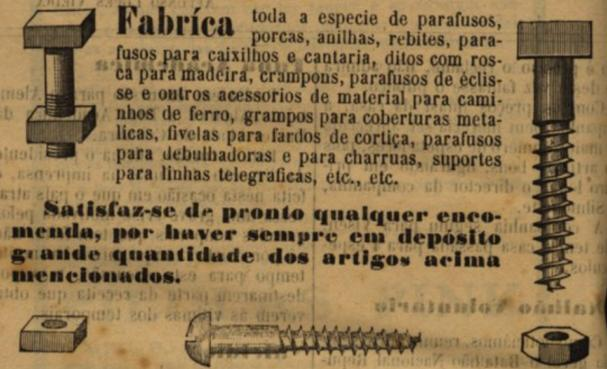 Fabrica toda a especie de parafusos,
porcas, anilhas, rebites, para-
fusos para caixilhos e cantaria, ditos com ros-
ca para madeira, crampons, parafusos de éclis-
se e outros acessorios de material para cami-
nhos de ferro, grampos para coberturas meta-
licas, fivelas para fardos de cortiça, parafusos
para debulhadoras e para charruas, suportes
para linhas telegraficas, etc., etc.
Satisfaz-se de pronto qualquer enco-
menda, por haver sempre em depósito
grande quantidade dos artigos acima
mencionados.